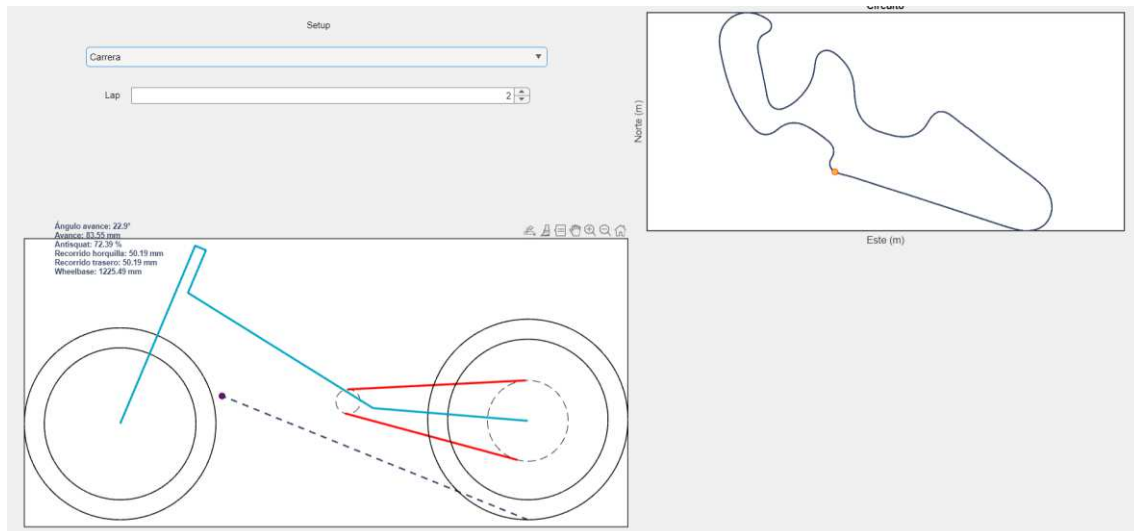 Setup
Circuito
Carrera
Lap
2
Norte (m)
Ángulo avance: 22.9°
Avance: 83.55 mm
Antisquat: 72.39 %
Recorrido horquilla: 50.19 mm
Recorrido trasero: 50.19 mm
Wheelbase: 1225.49 mm
Este (m)